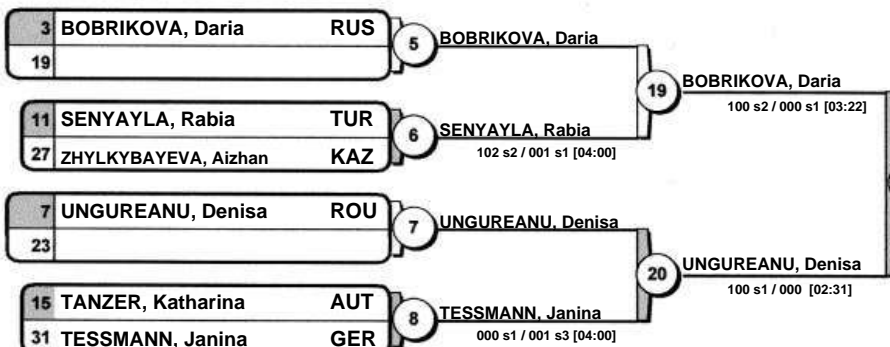 3 BOBRIKOVA, Daria RUS
19
5
BOBRIKOVA, Daria
11 SENYAYLA, Rabia TUR
27 ZHYLKYBAYEVA, Aizhan KAZ
6
SENYAYLA, Rabia
102 s2 / 001 s1 [04:00]
19
BOBRIKOVA, Daria
100 s2 / 000 s1 [03:22]
7 UNGUREANU, Denisa ROU
23
7
UNGUREANU, Denisa
15 TANZER, Katharina AUT
31 TESSMANN, Janina GER
8
TESSMANN, Janina
000 s1 / 001 s3 [04:00]
20
UNGUREANU, Denisa
100 s1 / 000 [02:31]